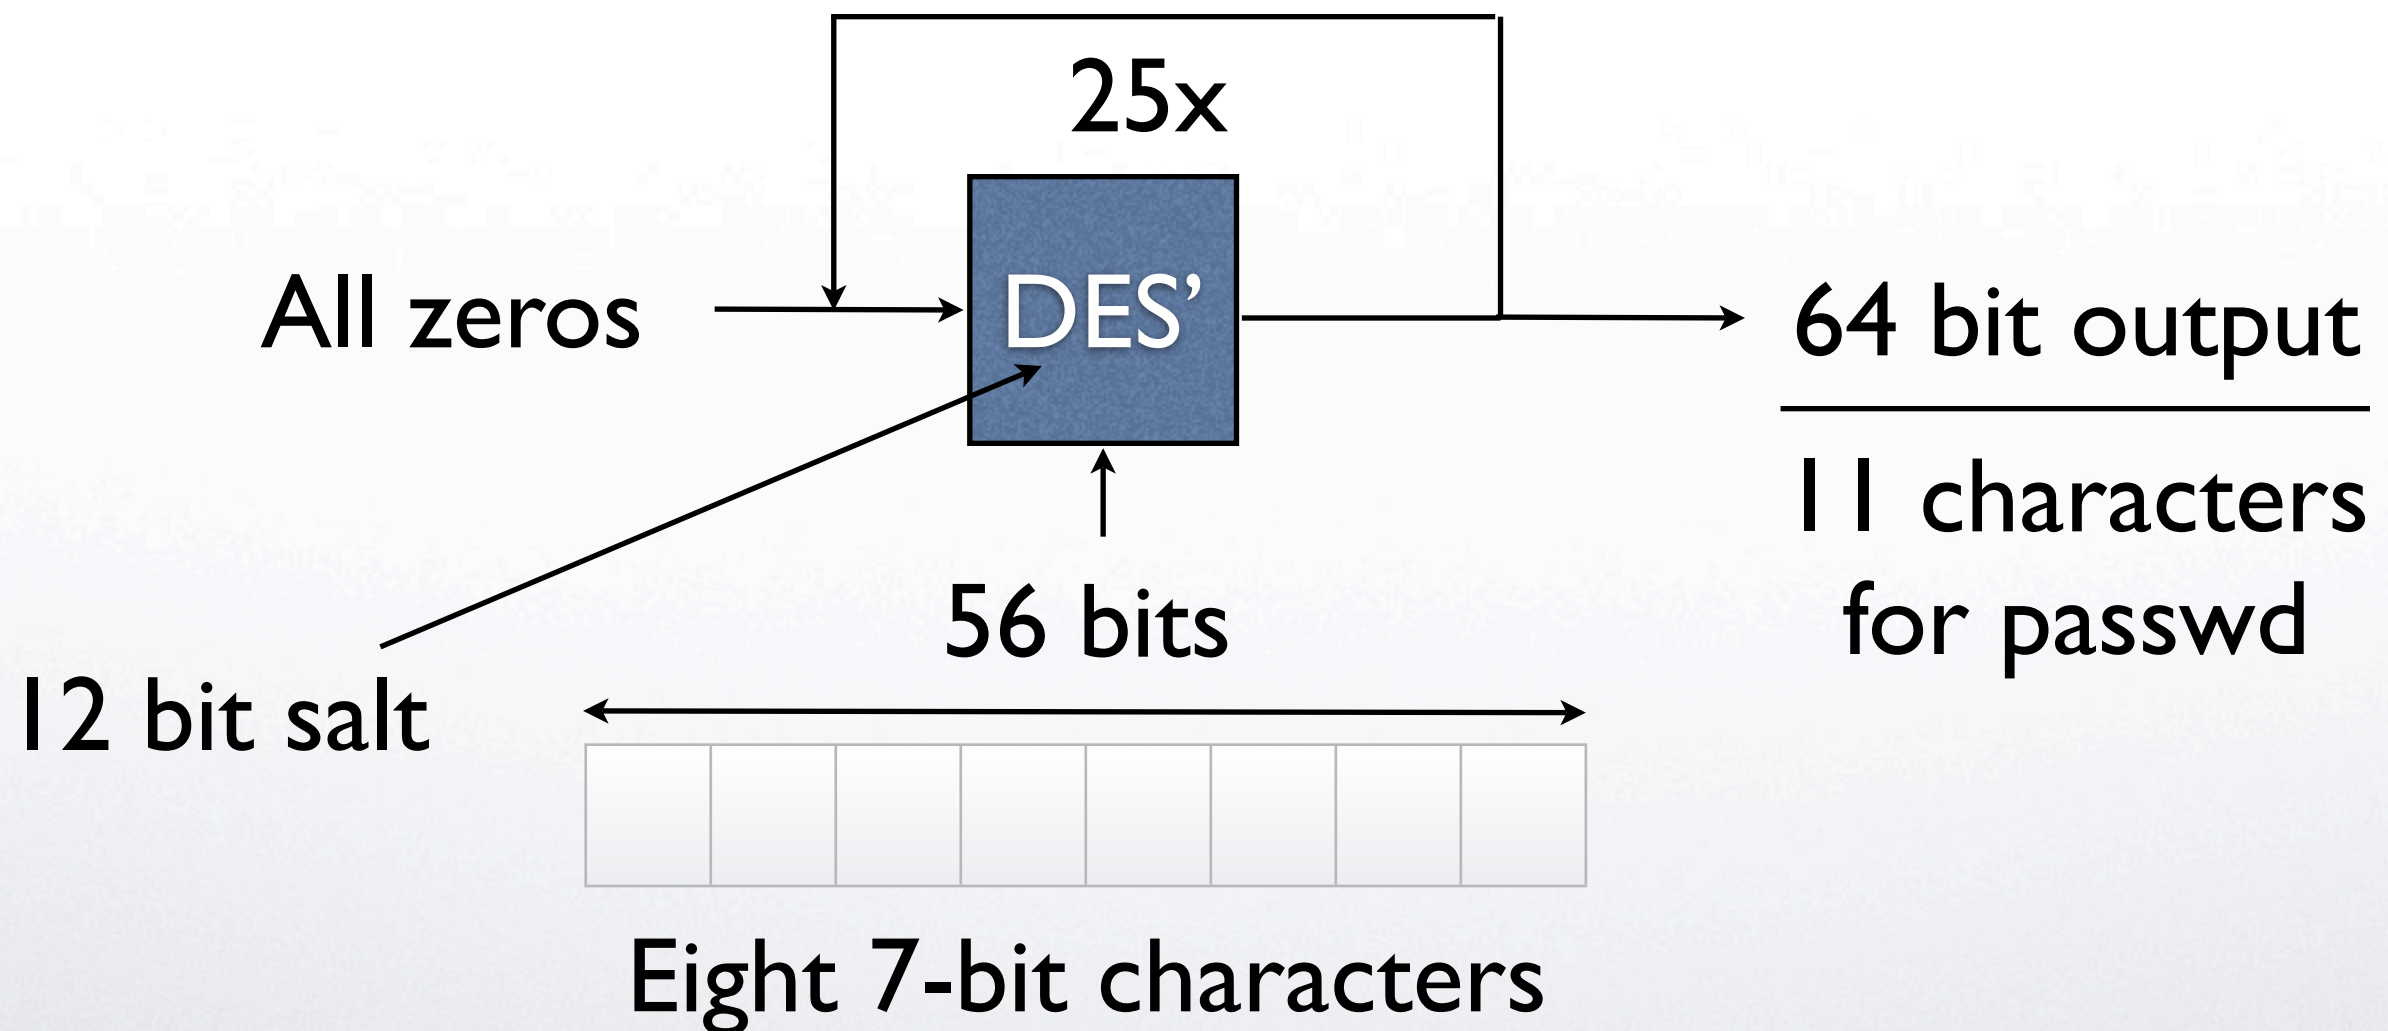 25x
All zeros
DES’
64 bit output
11 characters
for passwd
56 bits
12 bit salt
Eight 7-bit characters